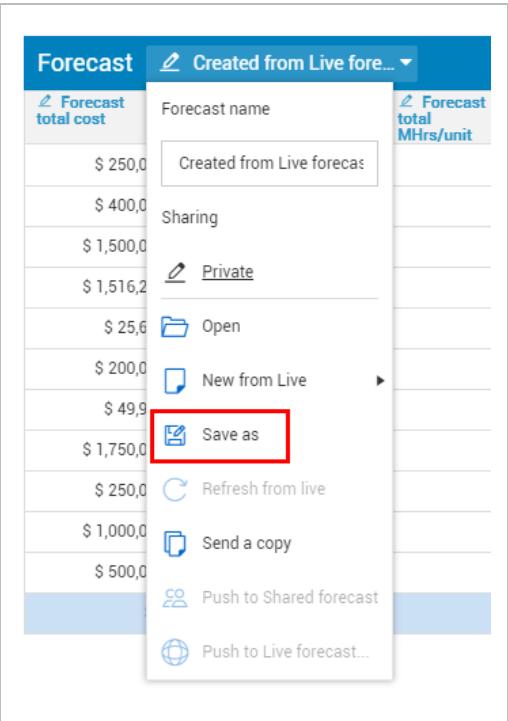 Forecast Created from Live fore...
Forecast
total cost
Forecast
total
MHrs/unit
Forecast name
Created from Live forecas
Sharing
Private
Open
New from Live
Save as
Refresh from live
Send a copy
Push to Shared forecast
Push to Live forecast...
$ 250,0
$ 400,0
$ 1,500,0
$ 1,516,2
$ 25,6
$ 200,0
$ 49,9
$ 1,750,0
$ 250,0
$ 1,000,0
$ 500,0